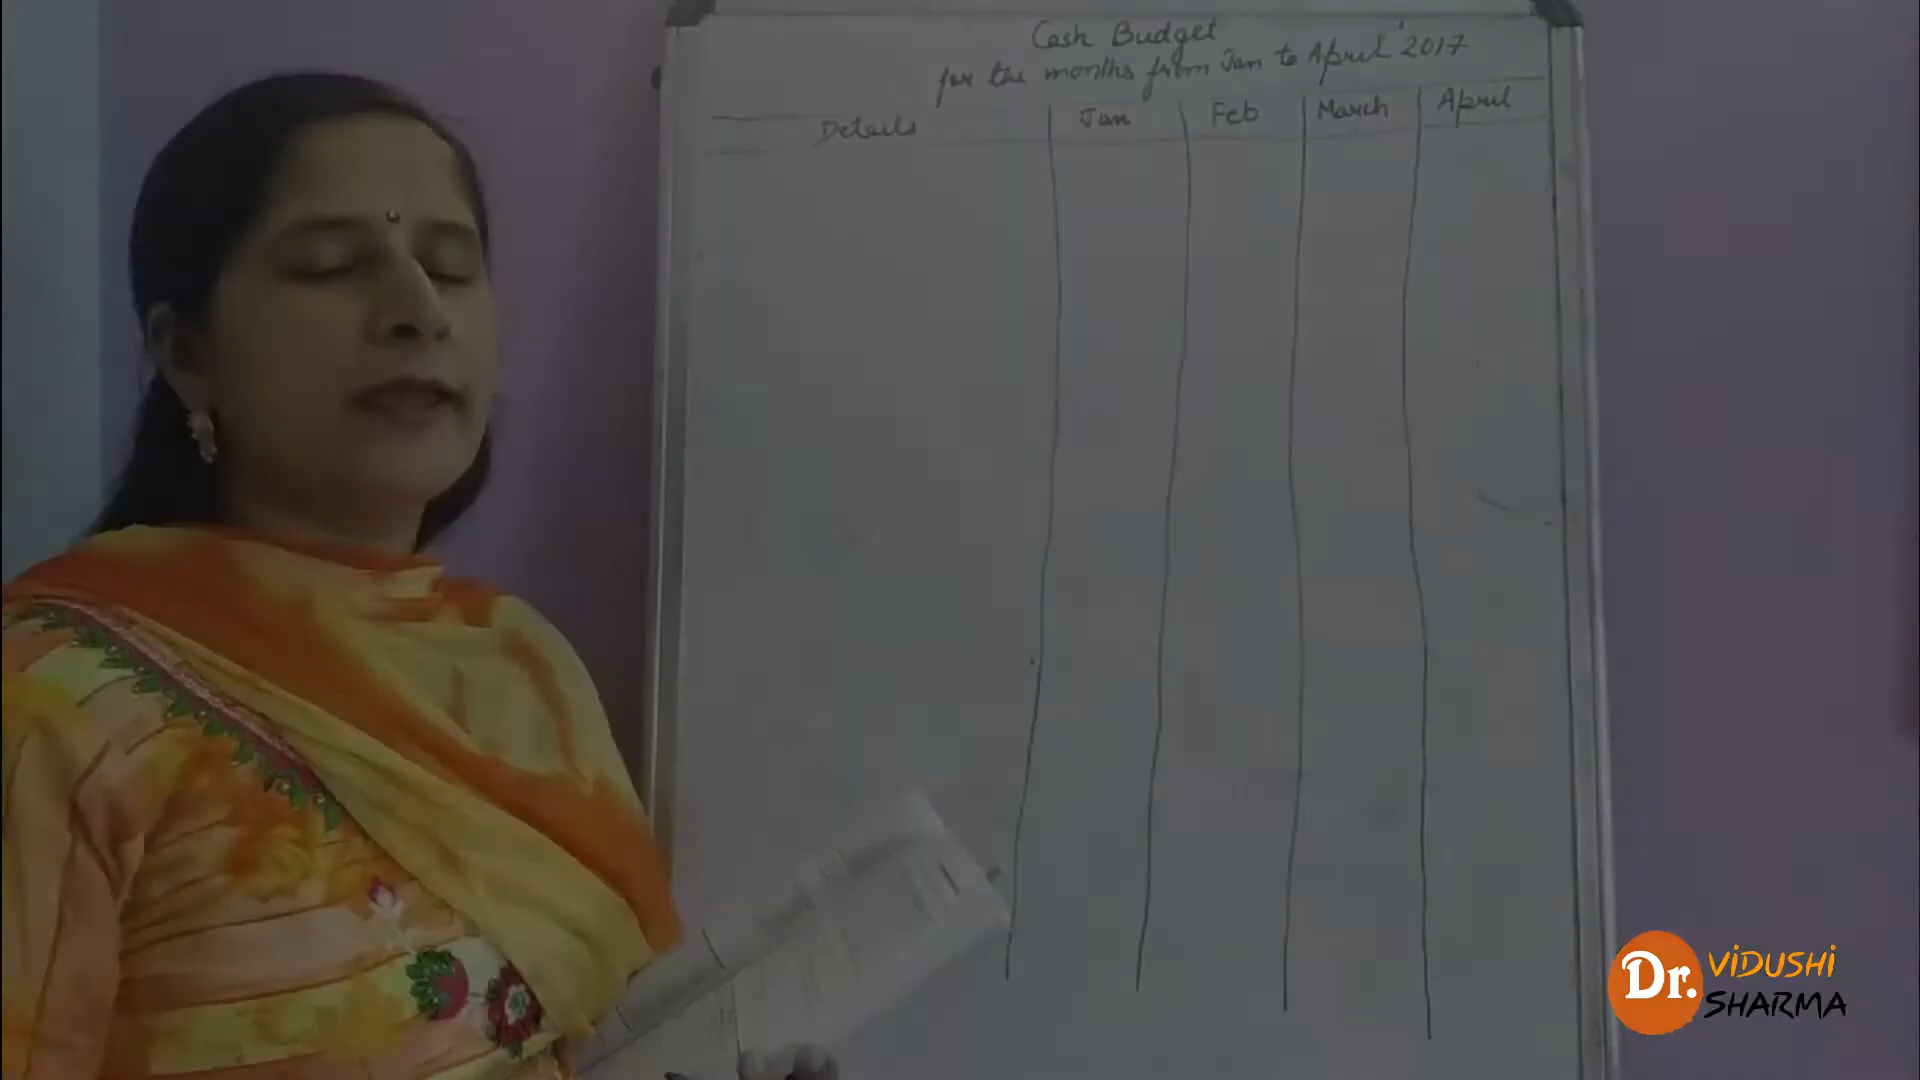 Cash Budget
for the months from Jan to April '2017
Details Jan Feb March April
Dr. ViDUSHi
SHARMA